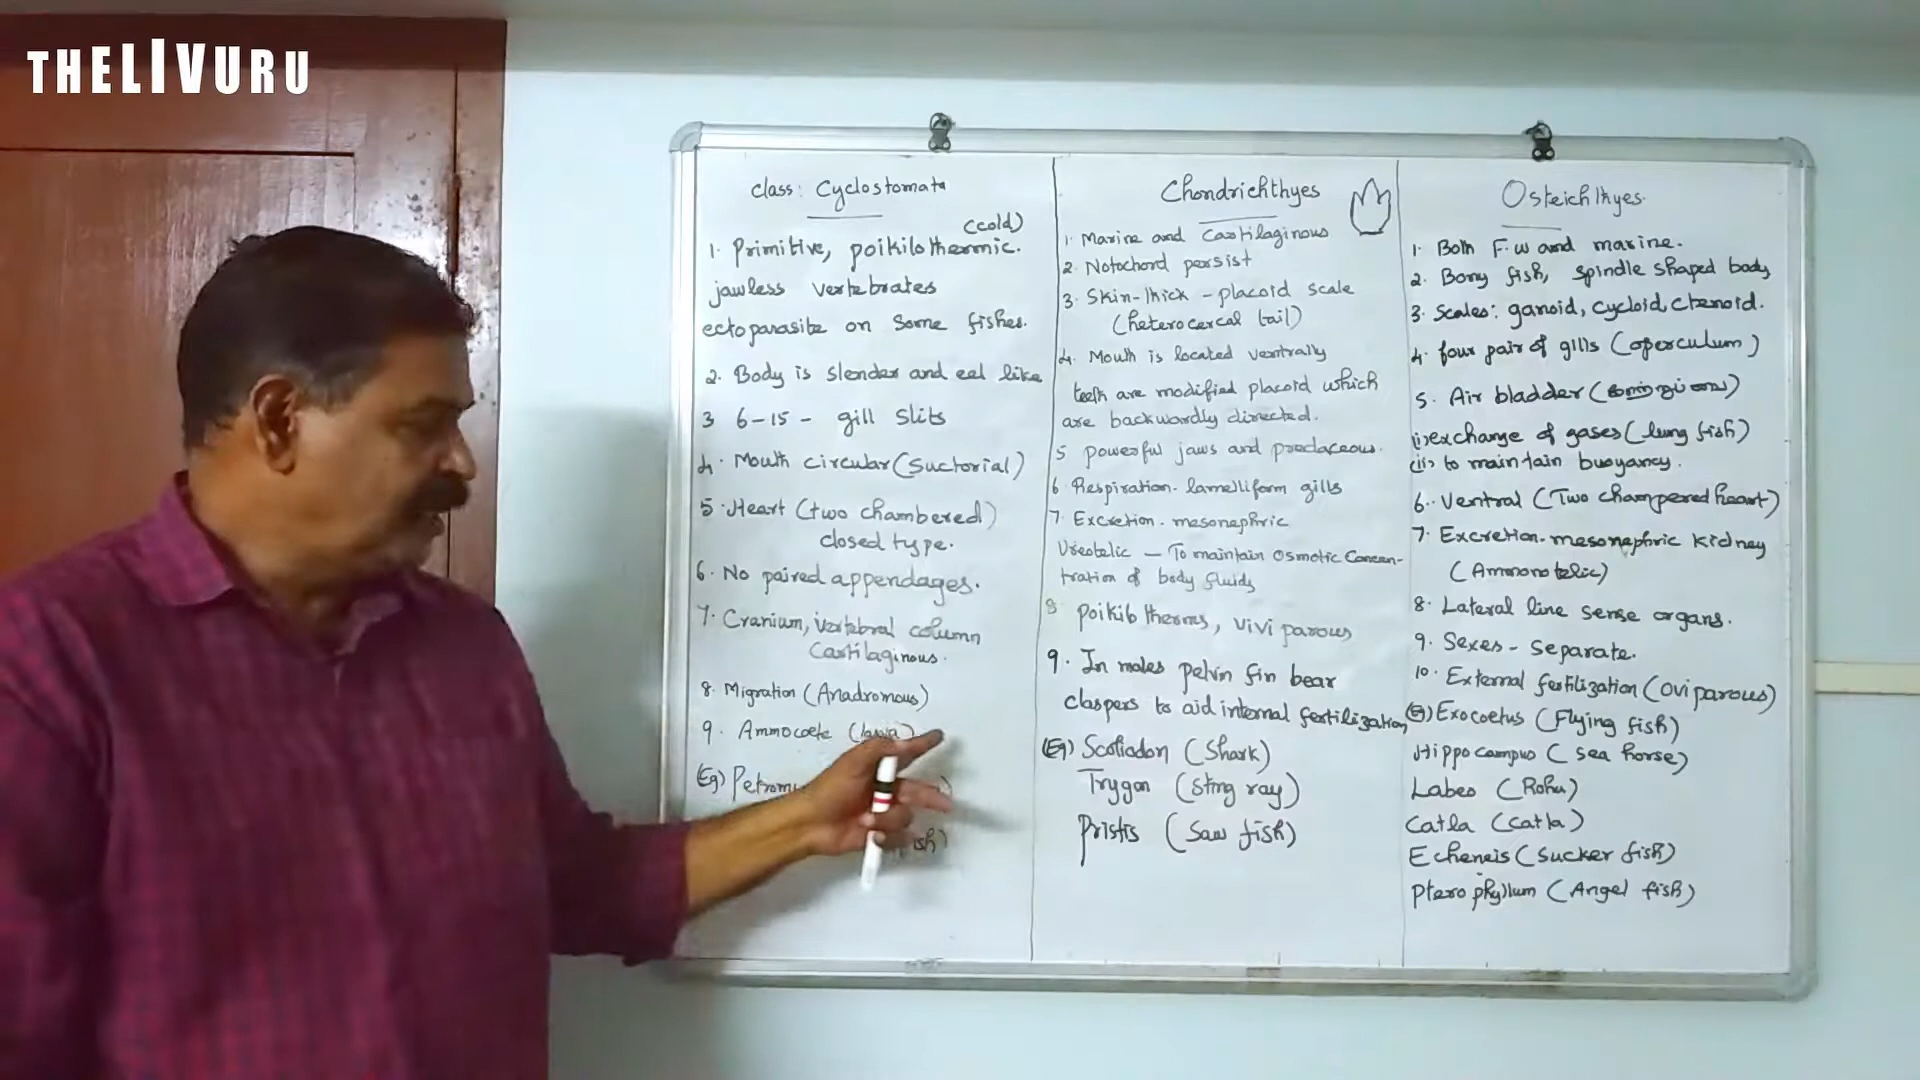 THELIVURU
Class: Cyclostomata
(cold)
1. Primitive, poikilothermic.
jawless vertebrates
ectoparasite on some fishes.
2. Body is slender and eel like
3 6-15 - gill slits
4. Mouth circular (suctorial)
5. Heart (two chambered)
closed type.
6. No paired appendages.
7. Cranium, vertebral column
Cartilaginous.
8. Migration (Anadromous)
9. Ammocoete
(Eg)
Chondrichthyes
1. Marine and Cartilaginous
2. Notochord persist
3. Skin-thick - placoid scale
(heterocercal tail)
4. Mouth is located ventrally
teeth are modified placoid which
are backwardly directed.
5 powerful jaws and predaceous.
6 Respiration - lamelliform gills
7. Excretion - mesonephric
Ureotelic - To maintain Osmotic Concen-
tration of body fluids
8 poikilotherms, viviparous
9. In males pelvin fin bear
claspers to aid internal fertilization
(Eg) Scoliodon (Shark)
Trygon (Sting ray)
Pristis (Saw fish)
Osteichthyes.
1. Both F.w and marine.
2. Bony fish, spindle shaped body
3. Scales: ganoid, cycloid, ctenoid.
4. four pair of gills (operculum)
5. Air bladder
(i) exchange of gases (lung fish)
(ii) to maintain buoyancy.
6. Ventral (Two champered heart)
7. Excretion - mesonephric kidney
(Ammonotelic)
8. Lateral line sense organs.
9. Sexes - separate.
10. External fertilization (oviparous)
(Eg) Exocoetus (Flying fish)
Hippocampus (sea horse)
Labeo (Rohu)
Catla (catla)
Echeneis (Sucker fish)
Pterophyllum (Angel fish)